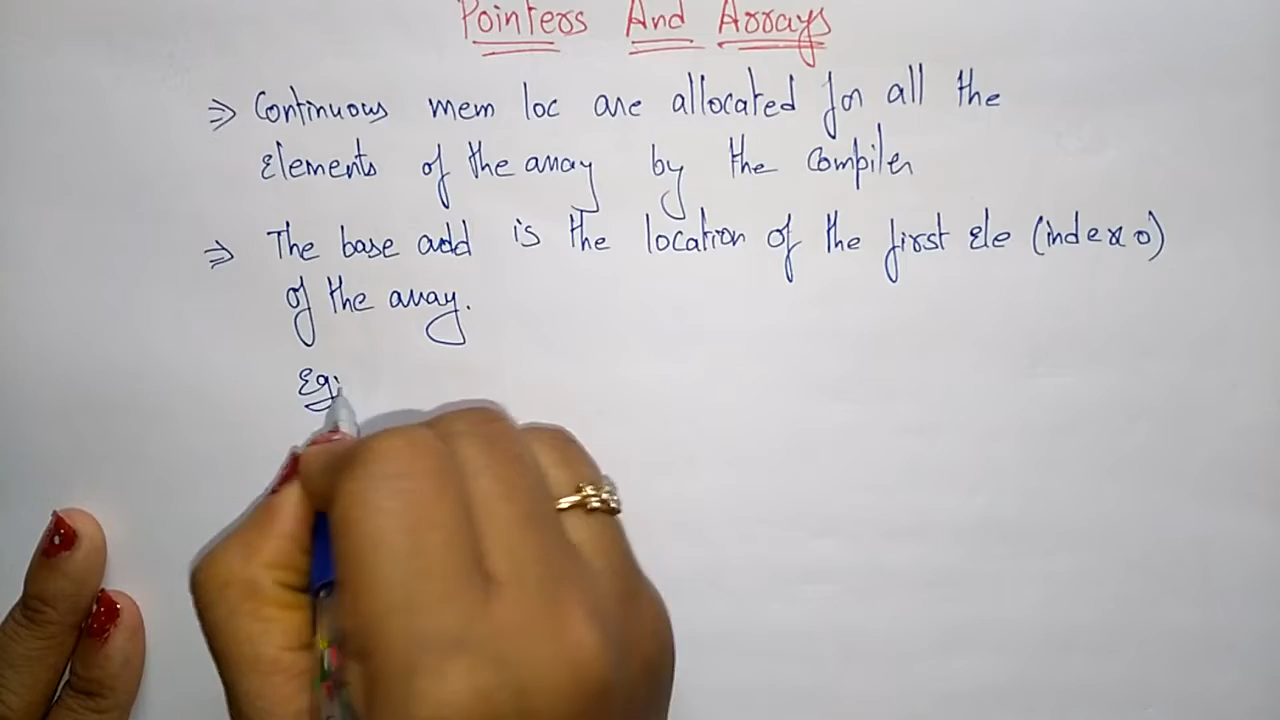 Pointers And Arrays
⇒ Continuous mem loc are allocated for all the
Elements of the array by the Compiler
⇒ The base add is the location of the first Ele (index 0)
of the array.
Eg: